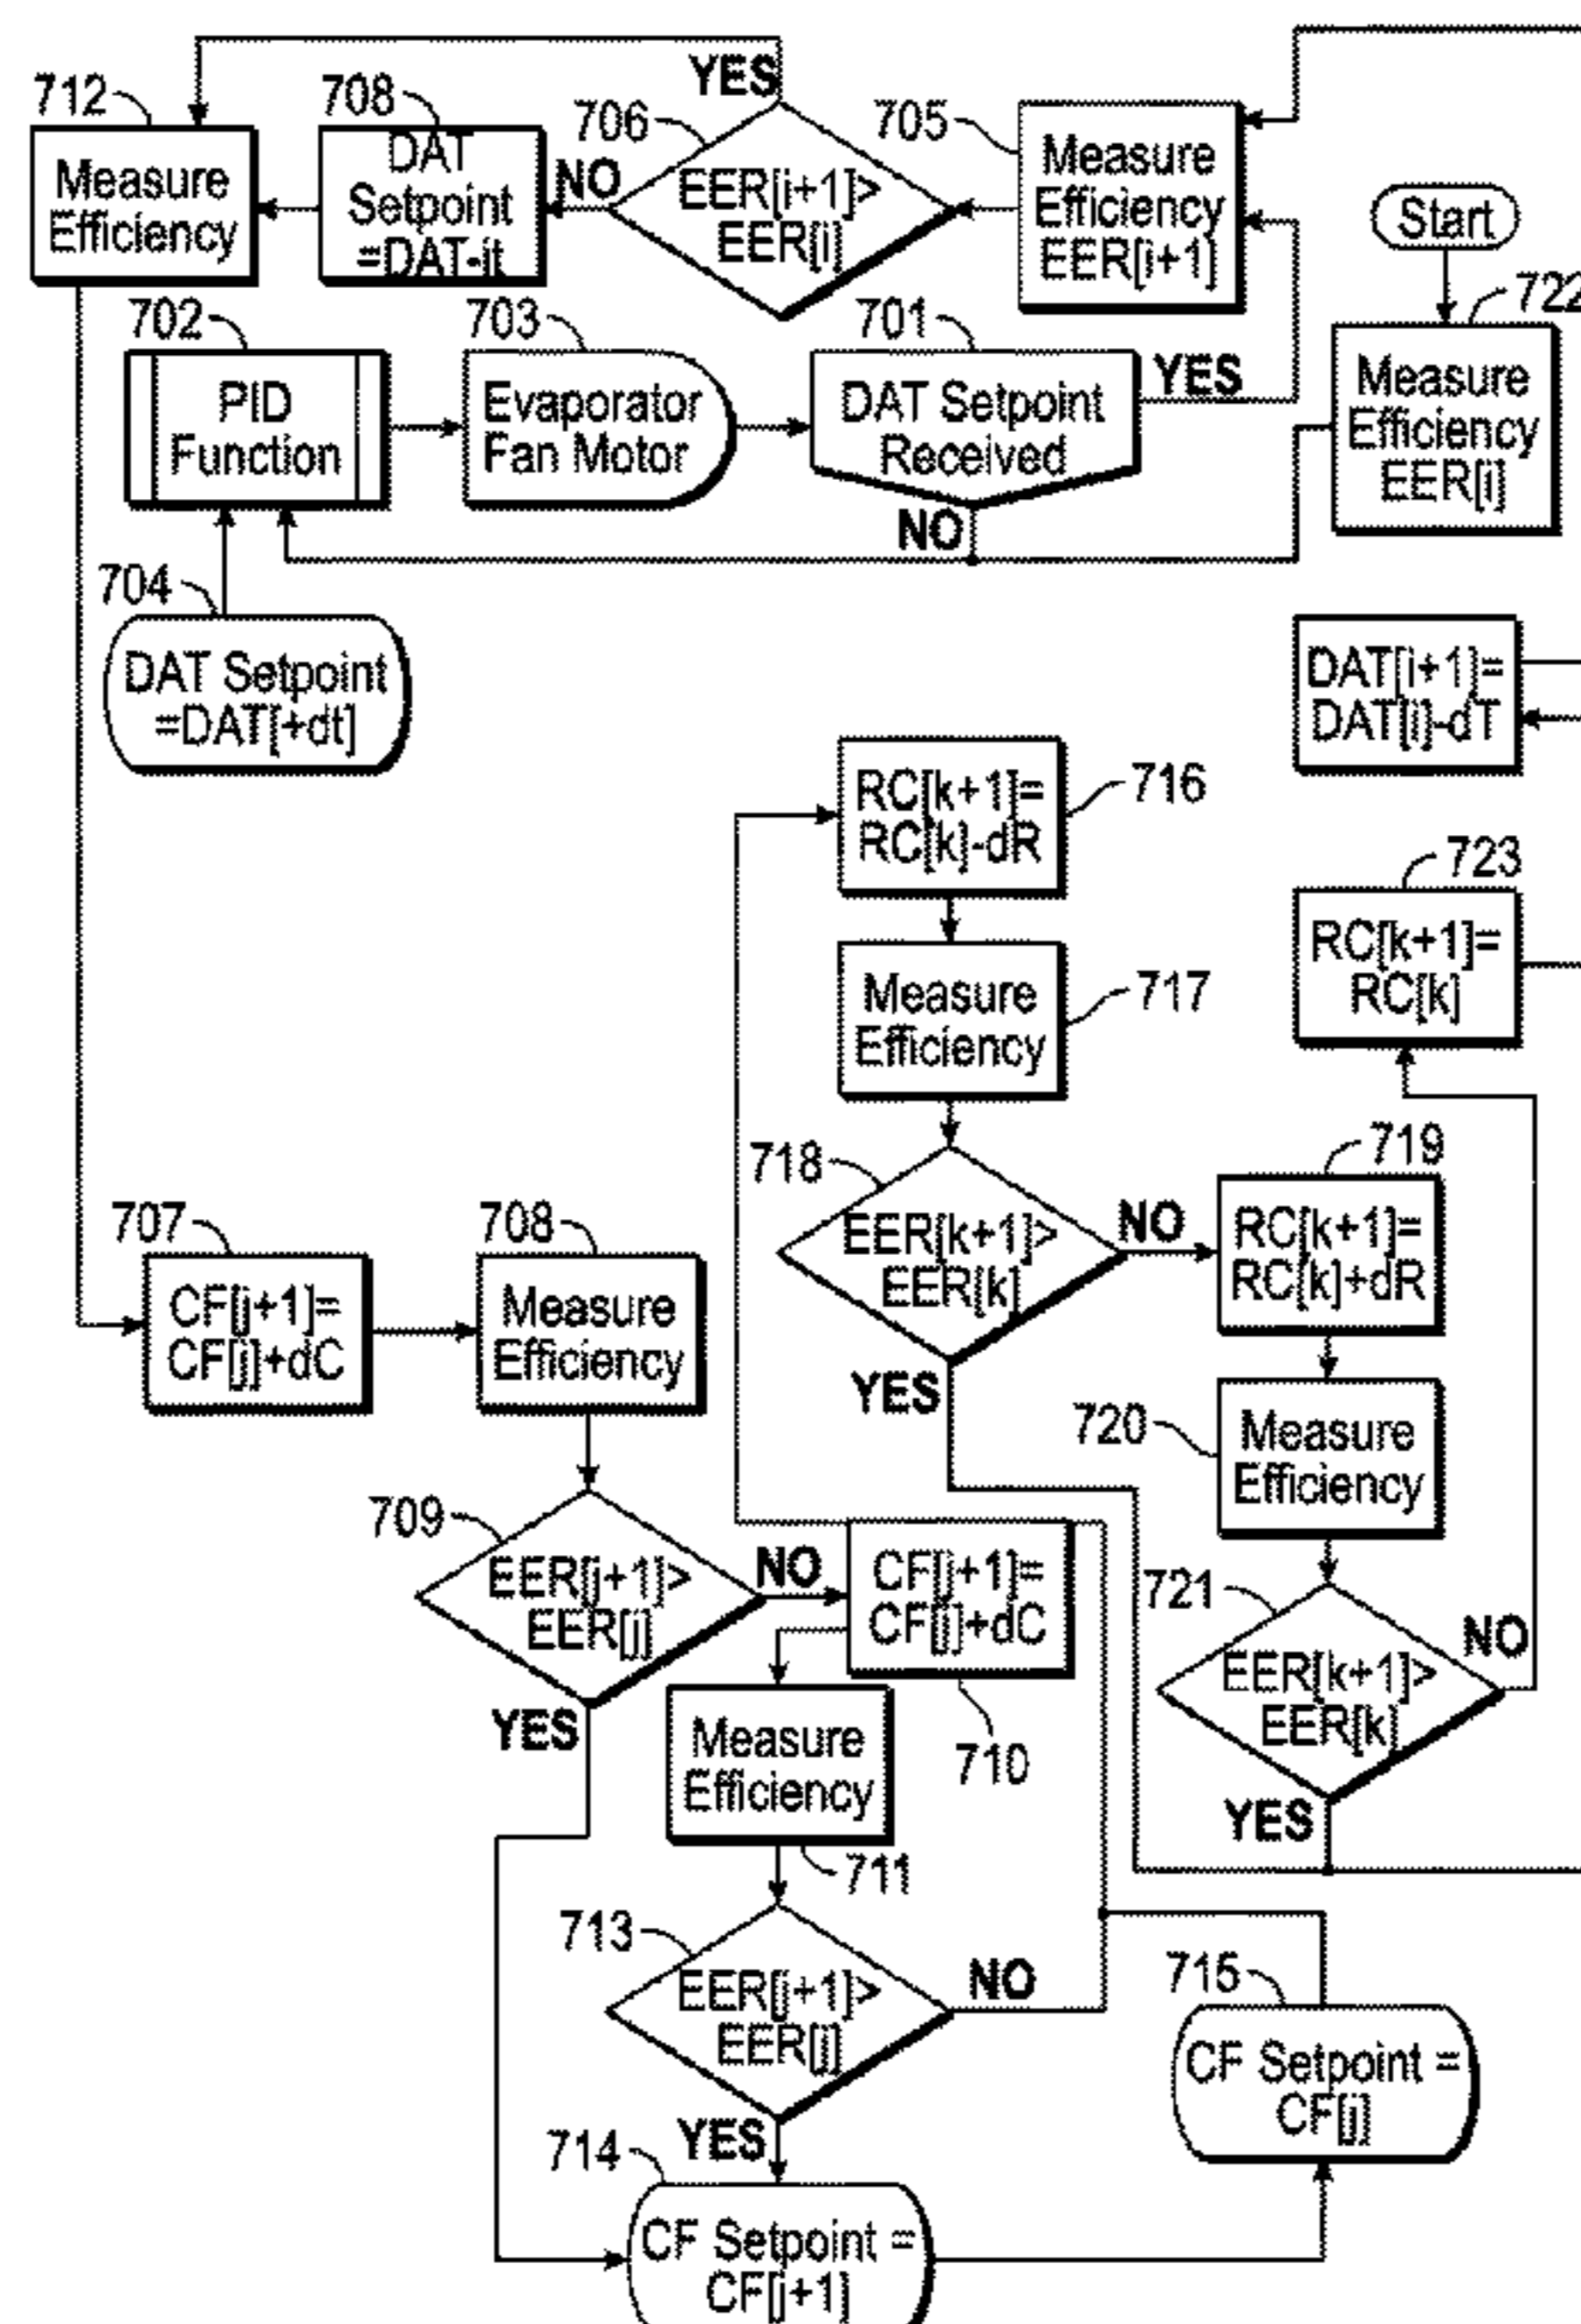 YES
712
708
706
705
Measure
Efficiency
DAT
Setpoint
=DAT-it
NO
EER[i+1]>
EER[i]
Measure
Efficiency
EER[i+1]
Start
702
703
701
722
PID
Function
Evaporator
Fan Motor
DAT Setpoint
Received
YES
NO
Measure
Efficiency
EER[i]
704
DAT Setpoint
=DAT[+dt]
DAT[i+1]=
DAT[i]-dT
RC[k+1]=
RC[k]-dR
716
723
RC[k+1]=
RC[k]
Measure
Efficiency
717
718
EER[k+1]>
EER[k]
NO
YES
719
RC[k+1]=
RC[k]+dR
707
CF[j+1]=
CF[j]+dC
708
Measure
Efficiency
720
Measure
Efficiency
709
EER[j+1]>
EER[j]
NO
YES
CF[j+1]=
CF[j]+dC
710
721
EER[k+1]>
EER[k]
NO
YES
Measure
Efficiency
711
713
EER[j+1]>
EER[j]
NO
YES
715
CF Setpoint =
CF[j]
714
CF Setpoint =
CF[j+1]